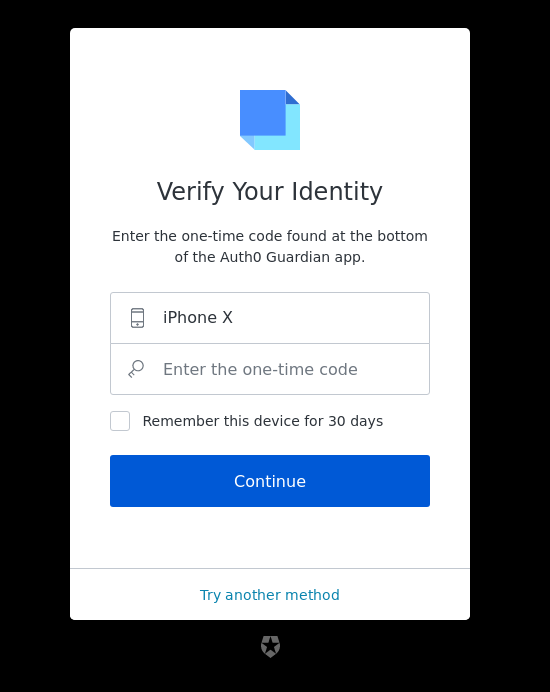 Verify Your Identity
Enter the one-time code found at the bottom
of the Auth0 Guardian app.
iPhone X
Enter the one-time code
Remember this device for 30 days
Continue
Try another method